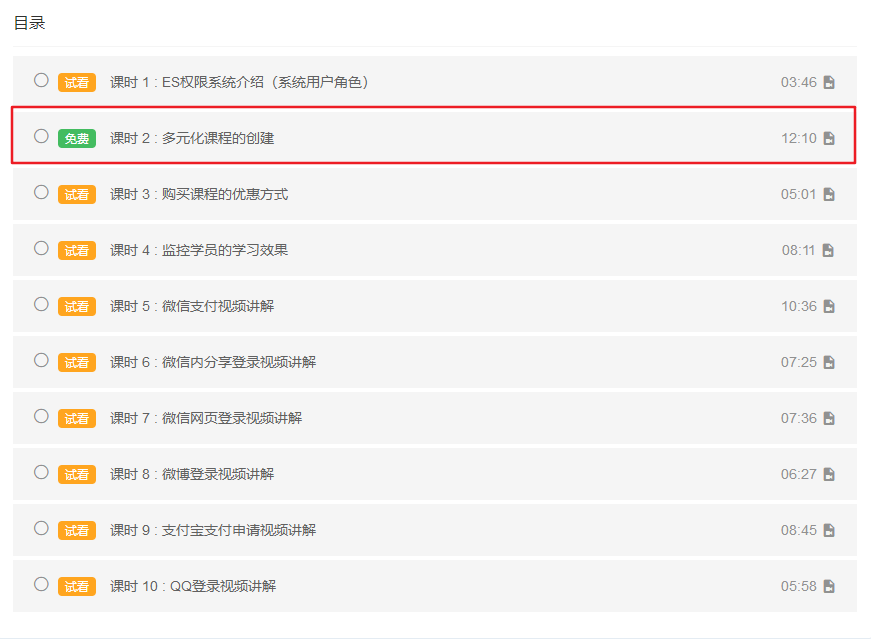 目录
试看 课时 1 : ES权限系统介绍（系统用户角色） 03:46
免费 课时 2 : 多元化课程的创建 12:10
试看 课时 3 : 购买课程的优惠方式 05:01
试看 课时 4 : 监控学员的学习效果 08:11
试看 课时 5 : 微信支付视频讲解 10:36
试看 课时 6 : 微信内分享登录视频讲解 07:25
试看 课时 7 : 微信网页登录视频讲解 07:36
试看 课时 8 : 微博登录视频讲解 06:27
试看 课时 9 : 支付宝支付申请视频讲解 08:45
试看 课时 10 : QQ登录视频讲解 05:58